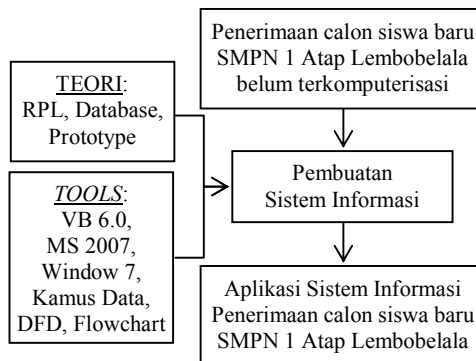 Penerimaan calon siswa baru
SMPN 1 Atap Lembobelala
belum terkomputerisasi
TEORI:
RPL, Database,
Prototype
TOOLS:
VB 6.0,
MS 2007,
Window 7,
Kamus Data,
DFD, Flowchart
Pembuatan
Sistem Informasi
Aplikasi Sistem Informasi
Penerimaan calon siswa baru
SMPN 1 Atap Lembobelala